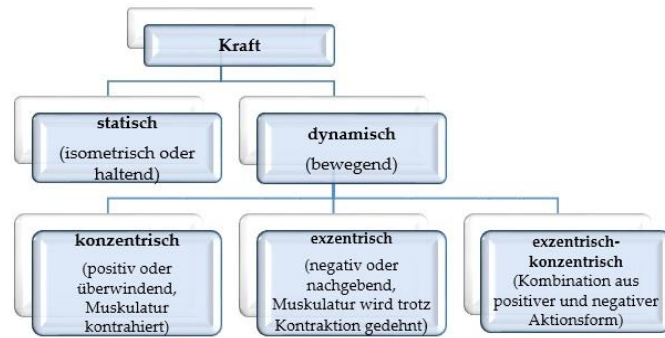 Kraft
statisch
(isometrisch oder
haltend)
dynamisch
(bewegend)
konzentrisch
(positiv oder
überwindend,
Muskulatur
kontrahiert)
exzentrisch
(negativ oder
nachgebend,
Muskulatur wird trotz
Kontraktion gedehnt)
exzentrisch-
konzentrisch
(Kombination aus
positiver und negativer
Aktionsform)